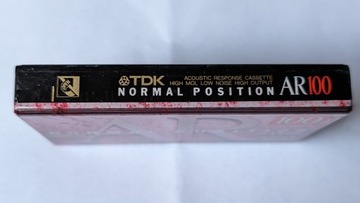 TDK
ACOUSTIC RESPONSE CASSETTE
HIGH MOL LOW NOISE HIGH OUTPUT
NORMAL POSITION
AR100